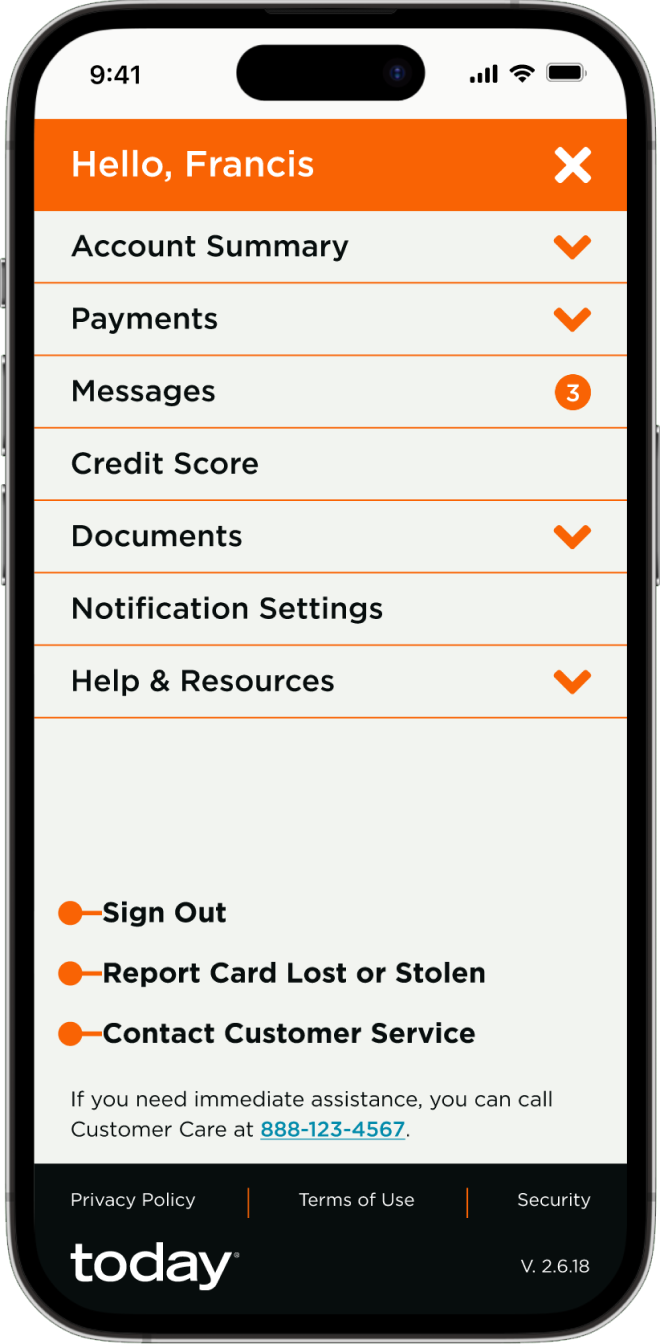 9:41
Hello, Francis
Account Summary
Payments
Messages
3
Credit Score
Documents
Notification Settings
Help & Resources
Sign Out
Report Card Lost or Stolen
Contact Customer Service
If you need immediate assistance, you can call
Customer Care at 888-123-4567.
Privacy Policy | Terms of Use | Security
today®
V. 2.6.18